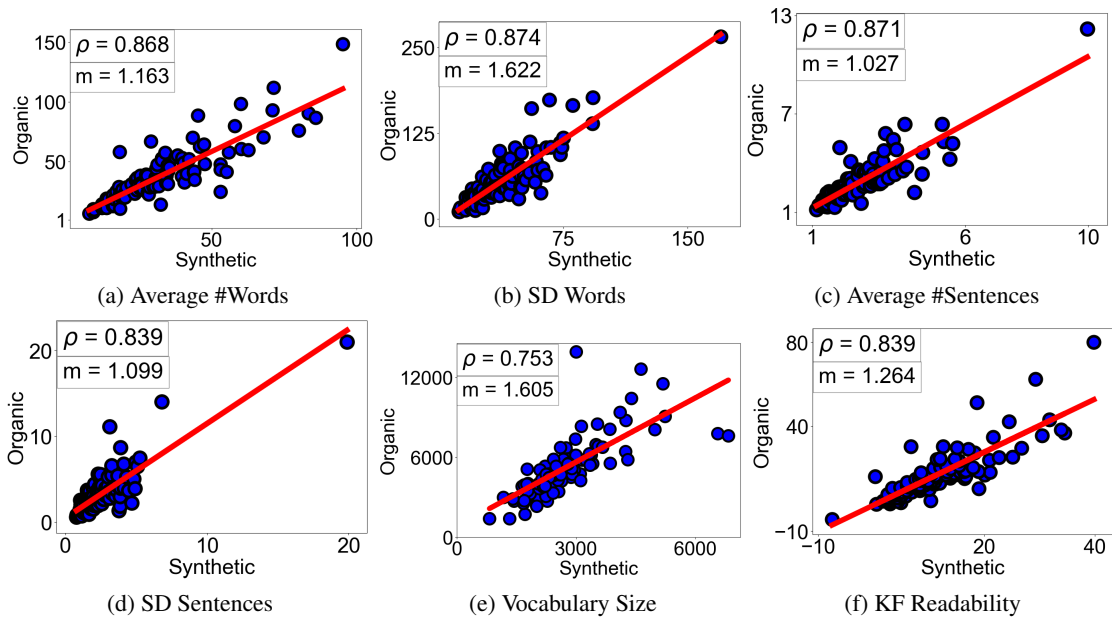 ρ = 0.868
m = 1.163
150
100
50
1
Organic
50
100
Synthetic
(a) Average #Words
ρ = 0.874
m = 1.622
250
125
0
Organic
75
150
Synthetic
(b) SD Words
ρ = 0.871
m = 1.027
13
7
1
Organic
1
6
10
Synthetic
(c) Average #Sentences
ρ = 0.839
m = 1.099
20
10
0
Organic
0
10
20
Synthetic
(d) SD Sentences
ρ = 0.753
m = 1.605
12000
6000
0
Organic
0
3000
6000
Synthetic
(e) Vocabulary Size
ρ = 0.839
m = 1.264
80
40
−10
Organic
−10
20
40
Synthetic
(f) KF Readability